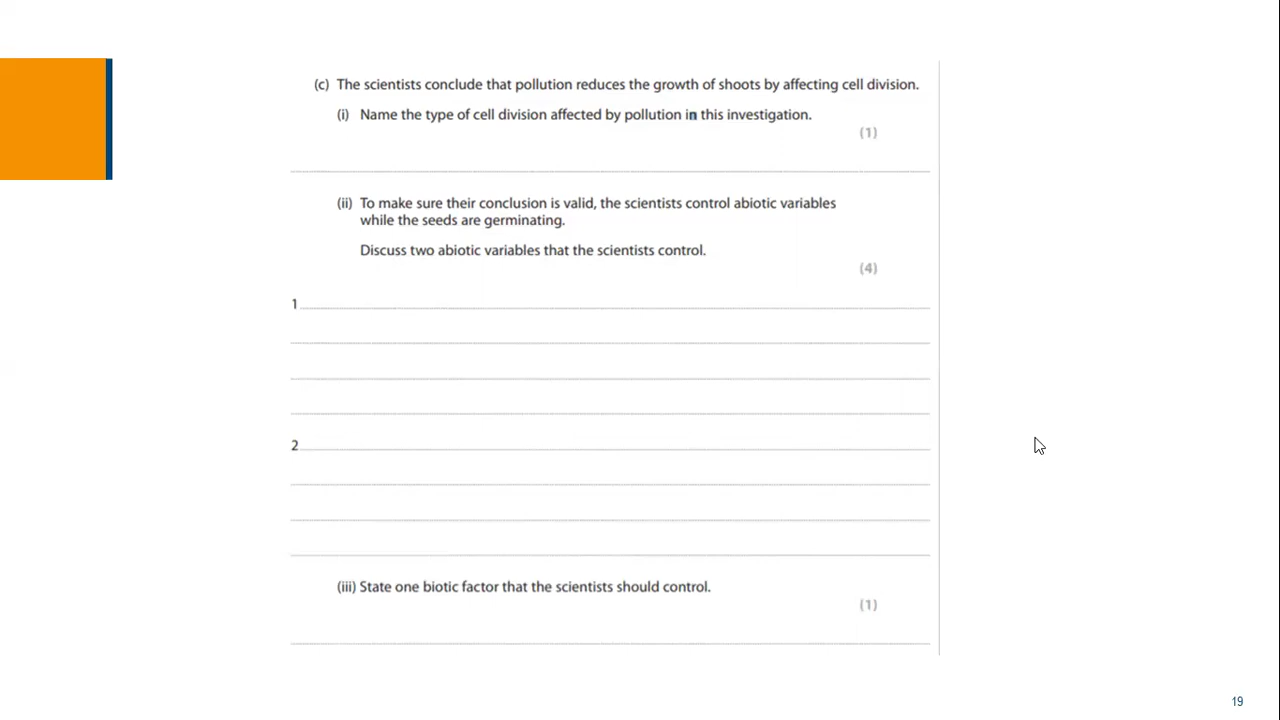 (c) The scientists conclude that pollution reduces the growth of shoots by affecting cell division.
(i) Name the type of cell division affected by pollution in this investigation.
(1)
(ii) To make sure their conclusion is valid, the scientists control abiotic variables
while the seeds are germinating.
Discuss two abiotic variables that the scientists control.
(4)
1
2
(iii) State one biotic factor that the scientists should control.
(1)
19